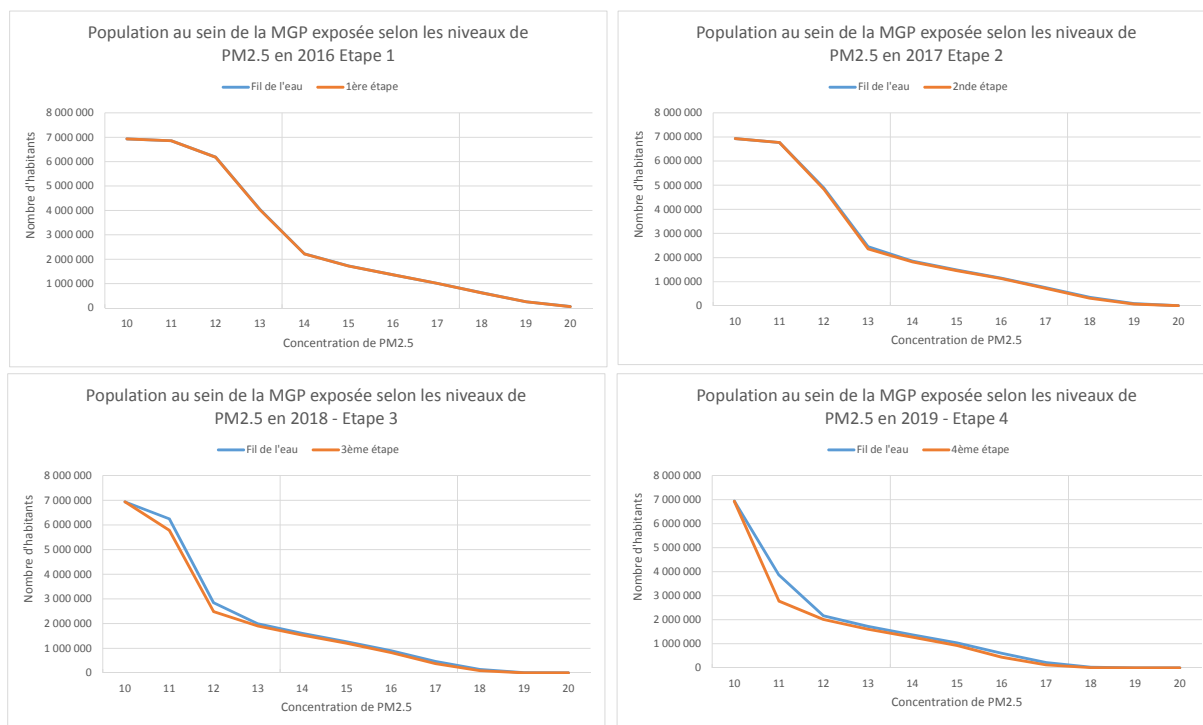 Population au sein de la MGP exposée selon les niveaux de
PM2.5 en 2016 Etape 1
Fil de l'eau 1ère étape
Nombre d'habitants
8 000 000
7 000 000
6 000 000
5 000 000
4 000 000
3 000 000
2 000 000
1 000 000
0
10 11 12 13 14 15 16 17 18 19 20
Concentration de PM2.5
Population au sein de la MGP exposée selon les niveaux de
PM2.5 en 2017 Etape 2
Fil de l'eau 2nde étape
Nombre d'habitants
8 000 000
7 000 000
6 000 000
5 000 000
4 000 000
3 000 000
2 000 000
1 000 000
0
10 11 12 13 14 15 16 17 18 19 20
Concentration de PM2.5
Population au sein de la MGP exposée selon les niveaux de
PM2.5 en 2018 - Etape 3
Fil de l'eau 3ème étape
Nombre d'habitants
8 000 000
7 000 000
6 000 000
5 000 000
4 000 000
3 000 000
2 000 000
1 000 000
0
10 11 12 13 14 15 16 17 18 19 20
Concentration de PM2.5
Population au sein de la MGP exposée selon les niveaux de
PM2.5 en 2019 - Etape 4
Fil de l'eau 4ème étape
Nombre d'habitants
8 000 000
7 000 000
6 000 000
5 000 000
4 000 000
3 000 000
2 000 000
1 000 000
0
10 11 12 13 14 15 16 17 18 19 20
Concentration de PM2.5